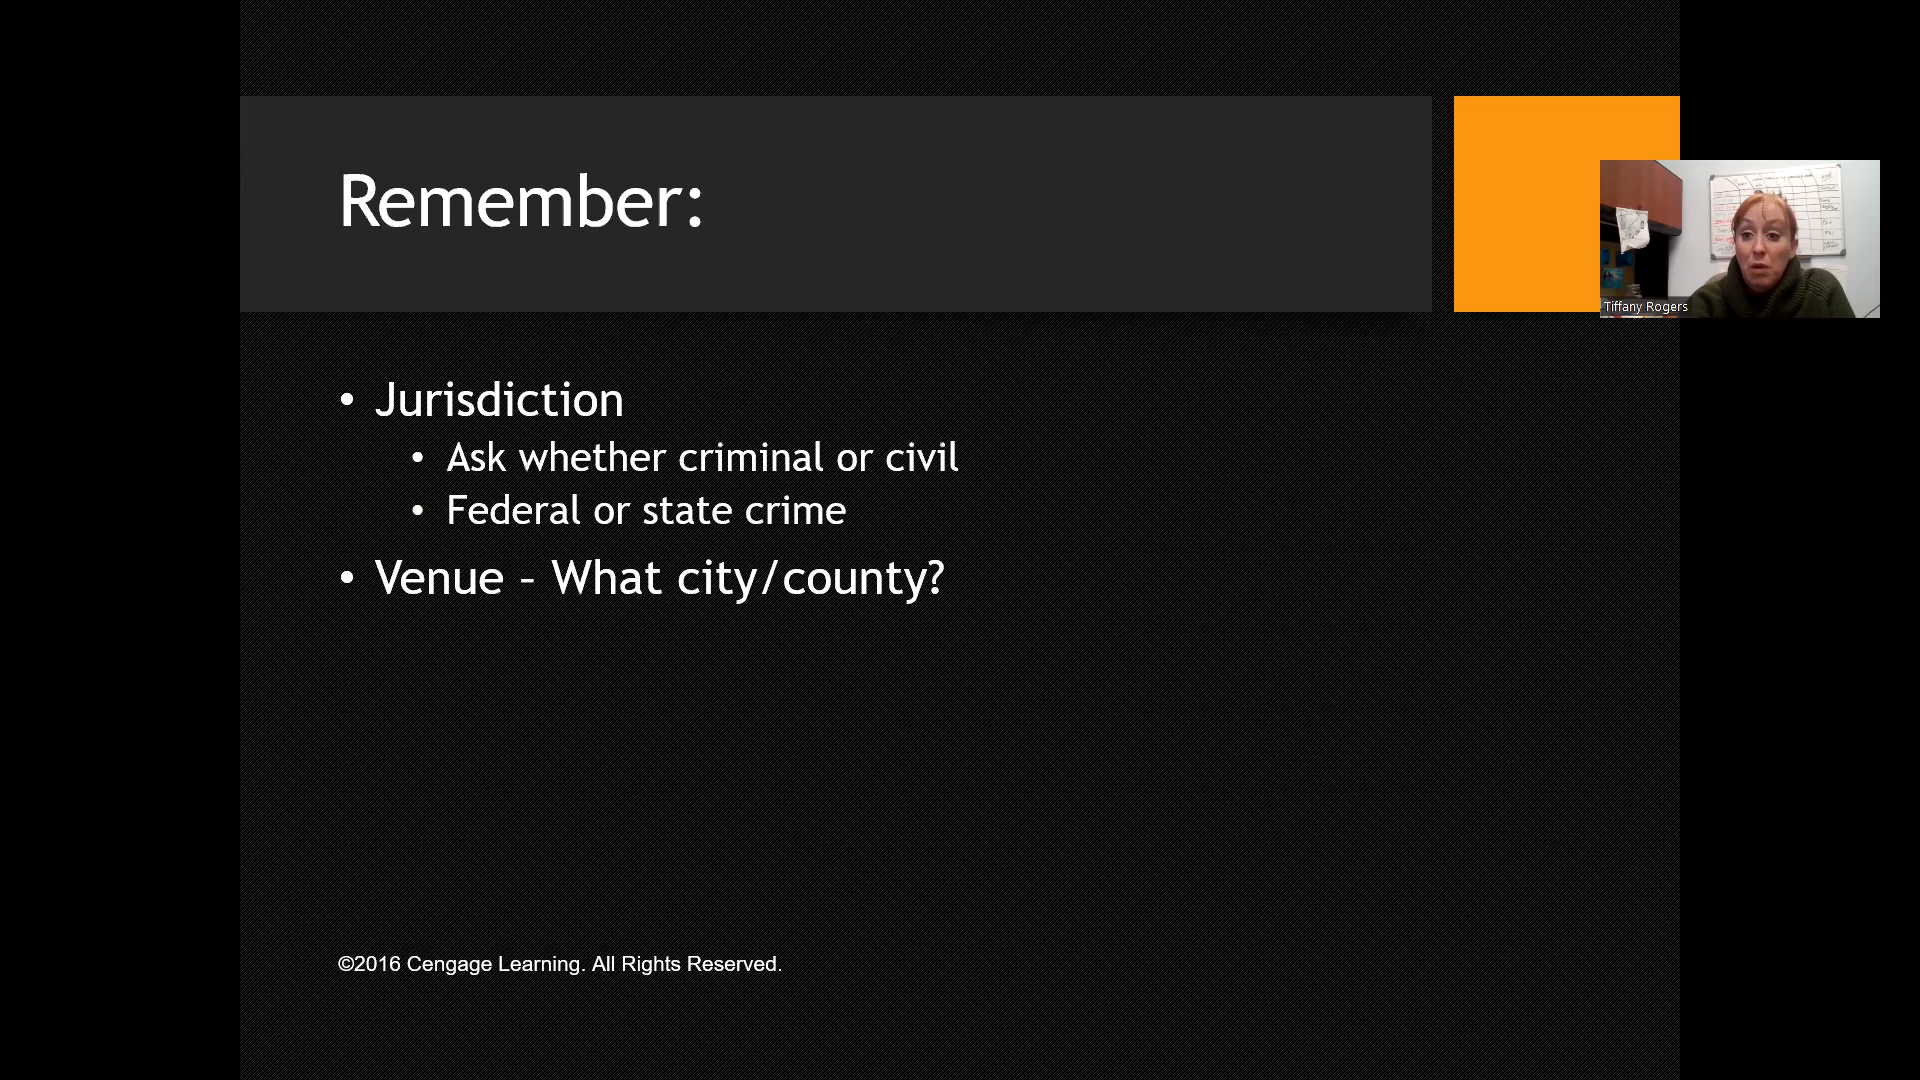 Remember:
• Jurisdiction
• Ask whether criminal or civil
• Federal or state crime
• Venue – What city/county?
©2016 Cengage Learning. All Rights Reserved.
Tiffany Rogers